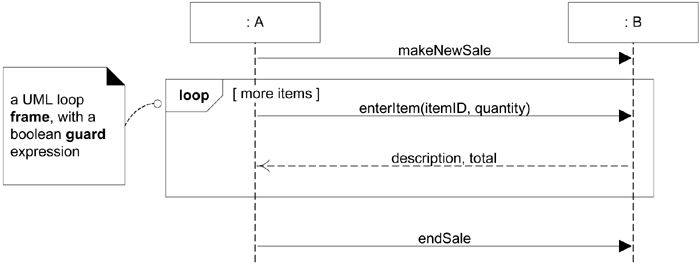 : A
: B
makeNewSale
a UML loop
frame, with a
boolean guard
expression
loop
[ more items ]
enterItem(itemID, quantity)
description, total
endSale